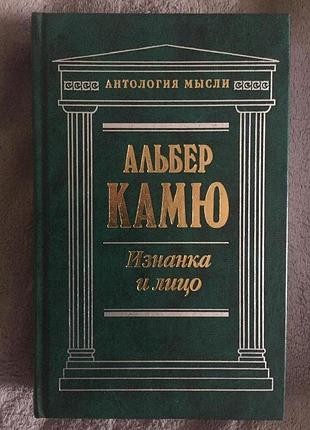 АНТОЛОГИЯ МЫСЛИ
АЛЬБЕР
КАМЮ
Изнанка
и лицо